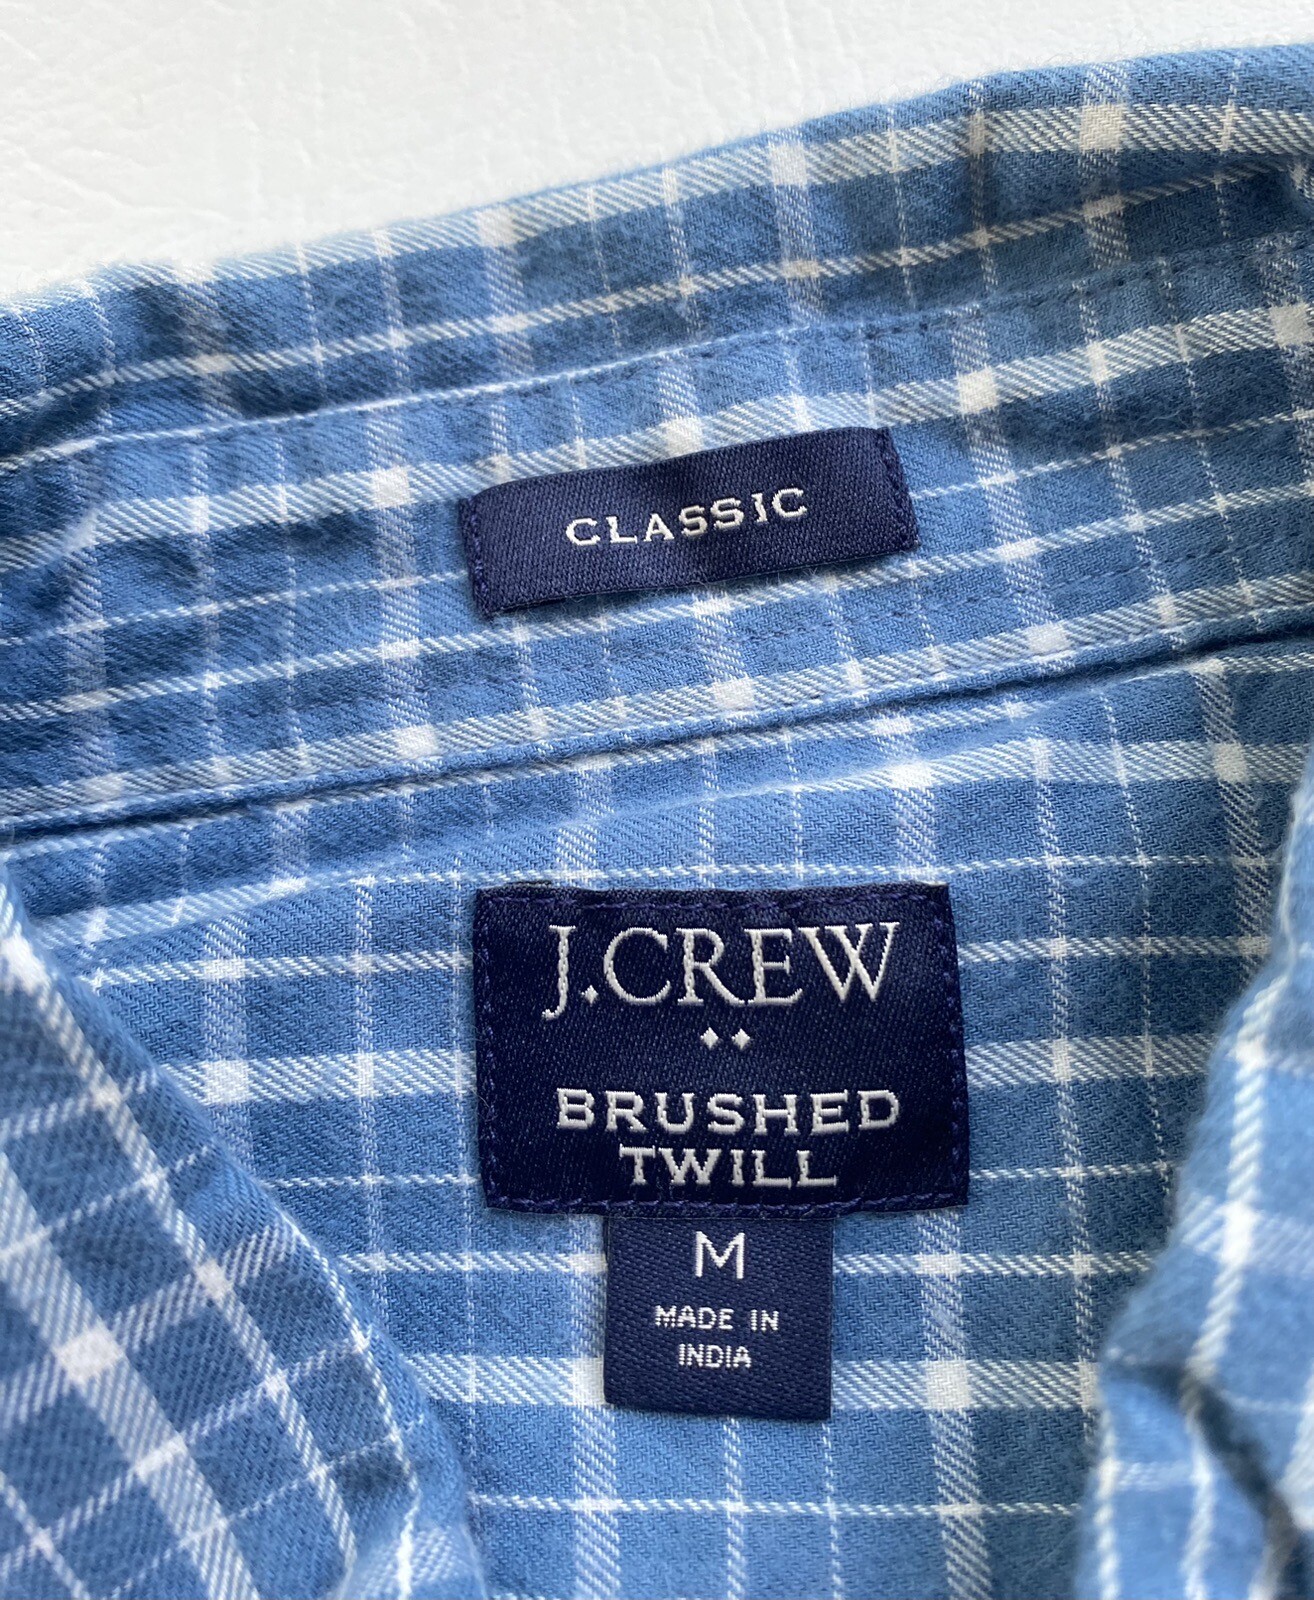 CLASSIC
J.CREW
BRUSHED
TWILL
M
MADE IN
INDIA